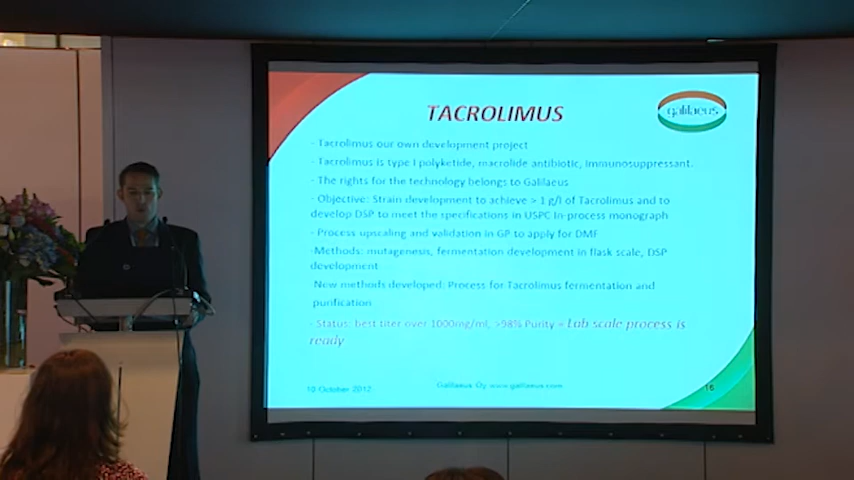 TACROLIMUS
galilaeus
- Tacrolimus our own development project
- Tacrolimus is type I polyketide, macrolide antibiotic, immunosuppressant.
- The rights for the technology belongs to Galilaeus
- Objective: Strain development to achieve > 1 g/l of Tacrolimus and to
develop DSP to meet the specifications in USPC In-process monograph
- Process upscaling and validation in GP to apply for DMF
-Methods: mutagenesis, fermentation development in flask scale, DSP
development
New methods developed: Process for Tacrolimus fermentation and
purification
- Status: best titer over 1000mg/ml, >98% Purity = Lab scale process is
ready
10 October 2012
Galilaeus Oy www.galilaeus.com
16